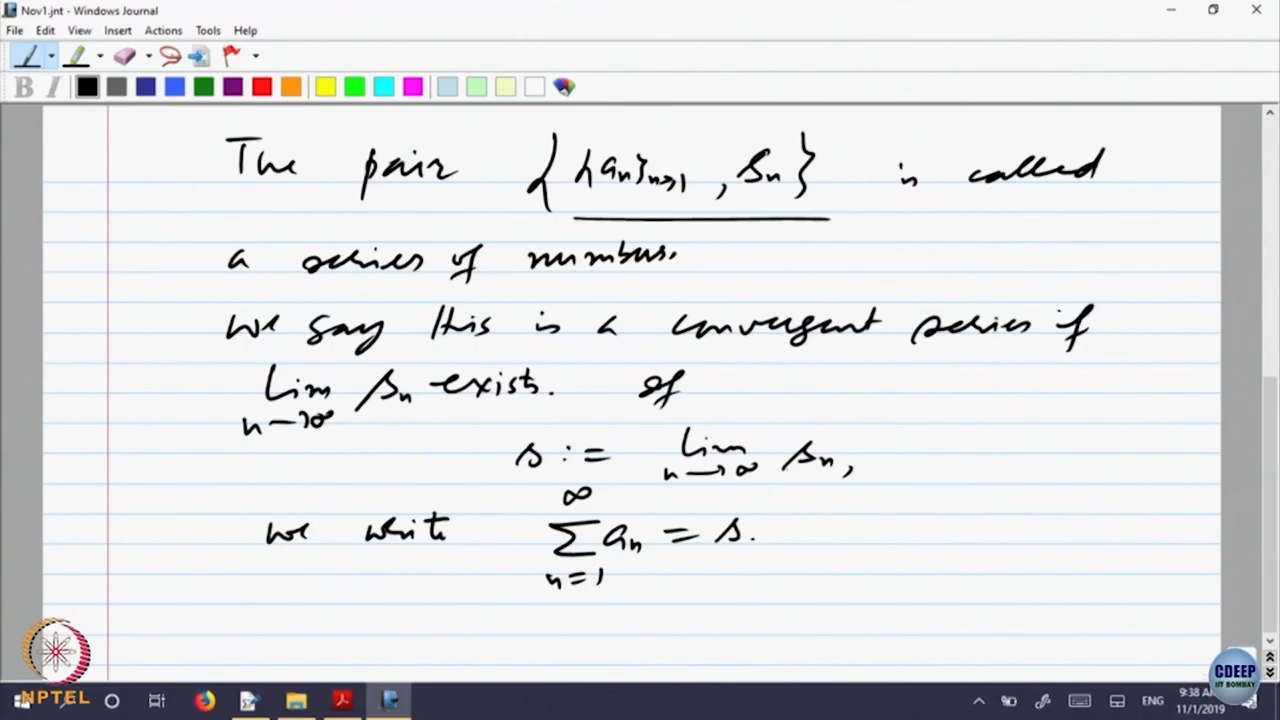 Nov1.jnt - Windows Journal
File Edit View Insert Actions Tools Help
B I
The pair { {an}n≥1 , sn } is called
a series of numbers.
We say this is a convergent series if
lim n→∞ sn exists. If
s := lim n→∞ sn,
we write ∞ Σ n=1 an = s.
NPTEL
CDEEP
IIT BOMBAY
ENG
9:38 AM
11/1/2019